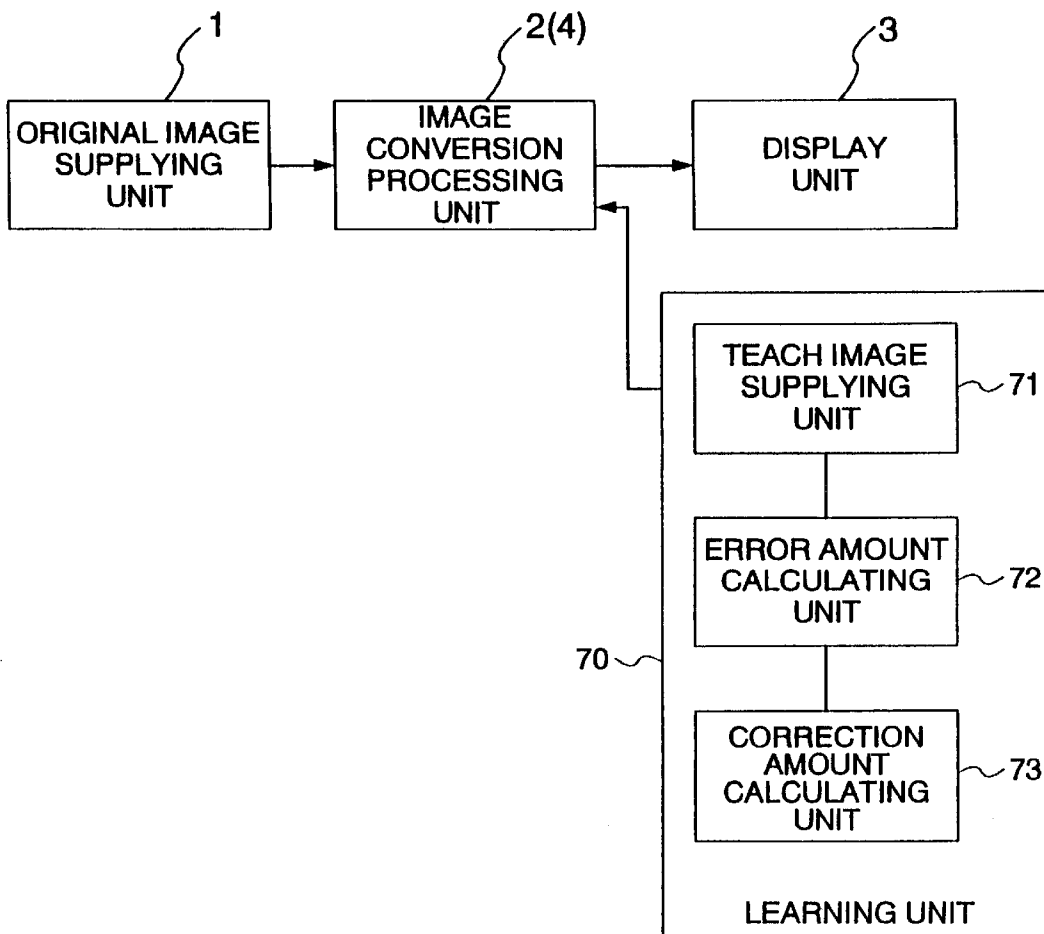 1
2(4)
3
ORIGINAL IMAGE
SUPPLYING
UNIT
IMAGE
CONVERSION
PROCESSING
UNIT
DISPLAY
UNIT
TEACH IMAGE
SUPPLYING
UNIT
71
ERROR AMOUNT
CALCULATING
UNIT
72
70
CORRECTION
AMOUNT
CALCULATING
UNIT
73
LEARNING UNIT